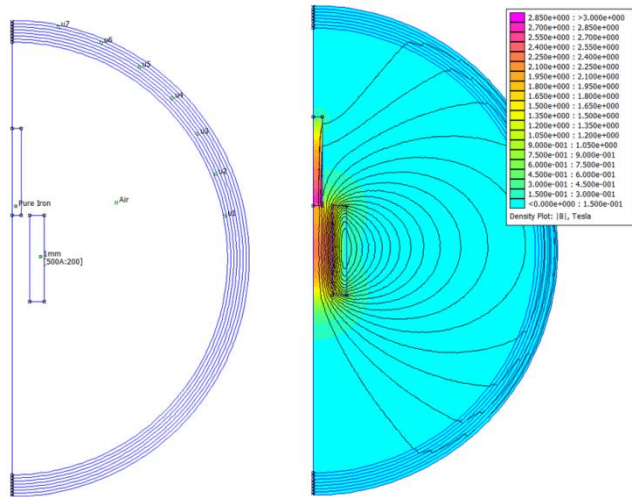 u7
u6
u5
u4
u3
u2
u1
Pure Iron
Air
1mm
[500A:200]
2.850e+000 : >3.000e+000
2.700e+000 : 2.850e+000
2.550e+000 : 2.700e+000
2.400e+000 : 2.550e+000
2.250e+000 : 2.400e+000
2.100e+000 : 2.250e+000
1.950e+000 : 2.100e+000
1.800e+000 : 1.950e+000
1.650e+000 : 1.800e+000
1.500e+000 : 1.650e+000
1.350e+000 : 1.500e+000
1.200e+000 : 1.350e+000
1.050e+000 : 1.200e+000
9.000e-001 : 1.050e+000
7.500e-001 : 9.000e-001
6.000e-001 : 7.500e-001
4.500e-001 : 6.000e-001
3.000e-001 : 4.500e-001
1.500e-001 : 3.000e-001
<0.000e+000 : 1.500e-001
Density Plot: |B|, Tesla